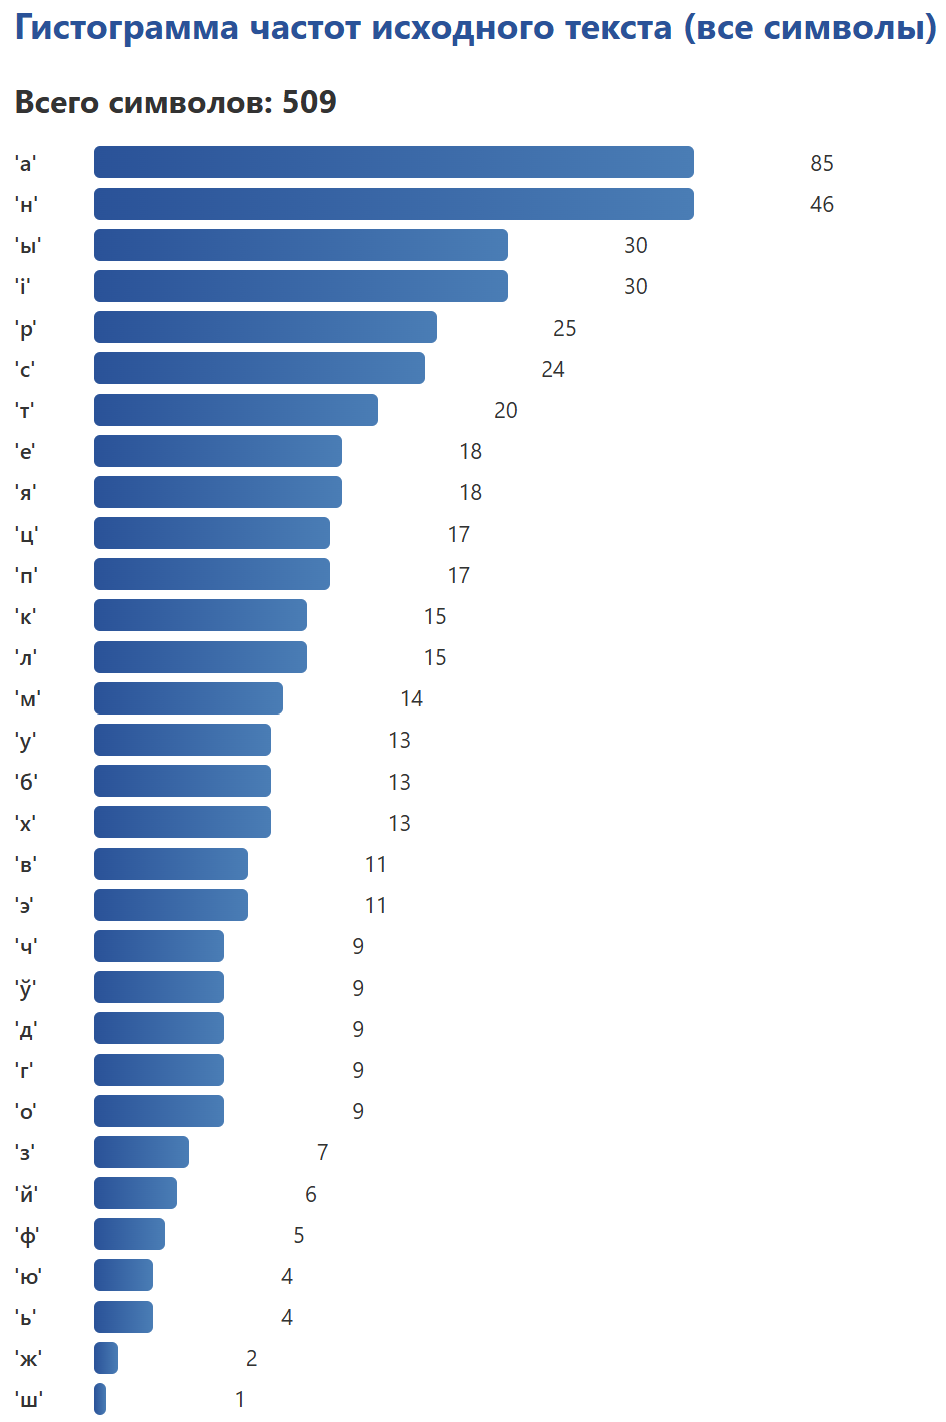 Гистограмма частот исходного текста (все символы)
Всего символов: 509
'а' 85
'н' 46
'ы' 30
'і' 30
'р' 25
'с' 24
'т' 20
'е' 18
'я' 18
'ц' 17
'п' 17
'к' 15
'л' 15
'м' 14
'у' 13
'б' 13
'х' 13
'в' 11
'э' 11
'ч' 9
'ў' 9
'д' 9
'г' 9
'о' 9
'з' 7
'й' 6
'ф' 5
'ю' 4
'ь' 4
'ж' 2
'ш' 1